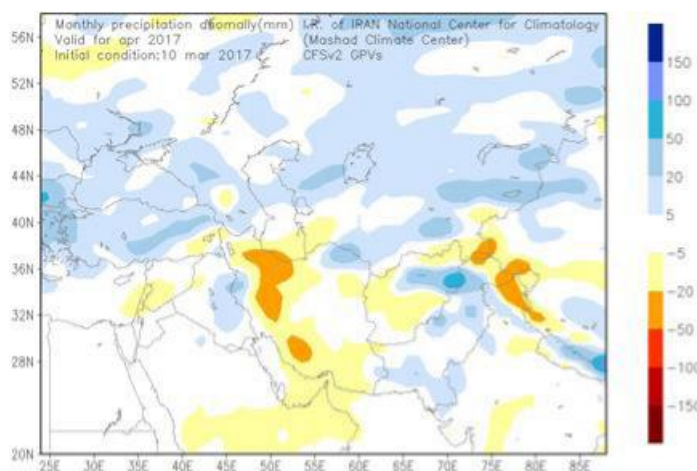 Monthly precipitation anomally(mm) I.R. of IRAN National Center for Climatology
Valid for apr 2017 (Mashad Climate Center)
Initial condition:10 mar 2017 CFSv2 GPVs
56N
52N
48N
44N
40N
36N
32N
28N
20N
25E 30E 35E 40E 45E 50E 55E 60E 65E 70E 75E 80E 85E
150
100
50
20
5
-5
-20
-50
-100
-150